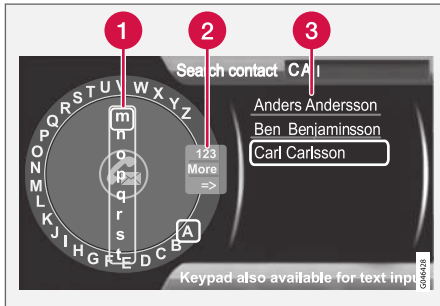 1
2
3
Search contact CA
A B C D E F G H I J K L M N O P Q R S T U V W X Y Z
m
n
o
p
q
r
s
t
123
More
=>
Anders Andersson
Ben Benjaminsson
Carl Carlsson
Keypad also available for text inpu
G046428